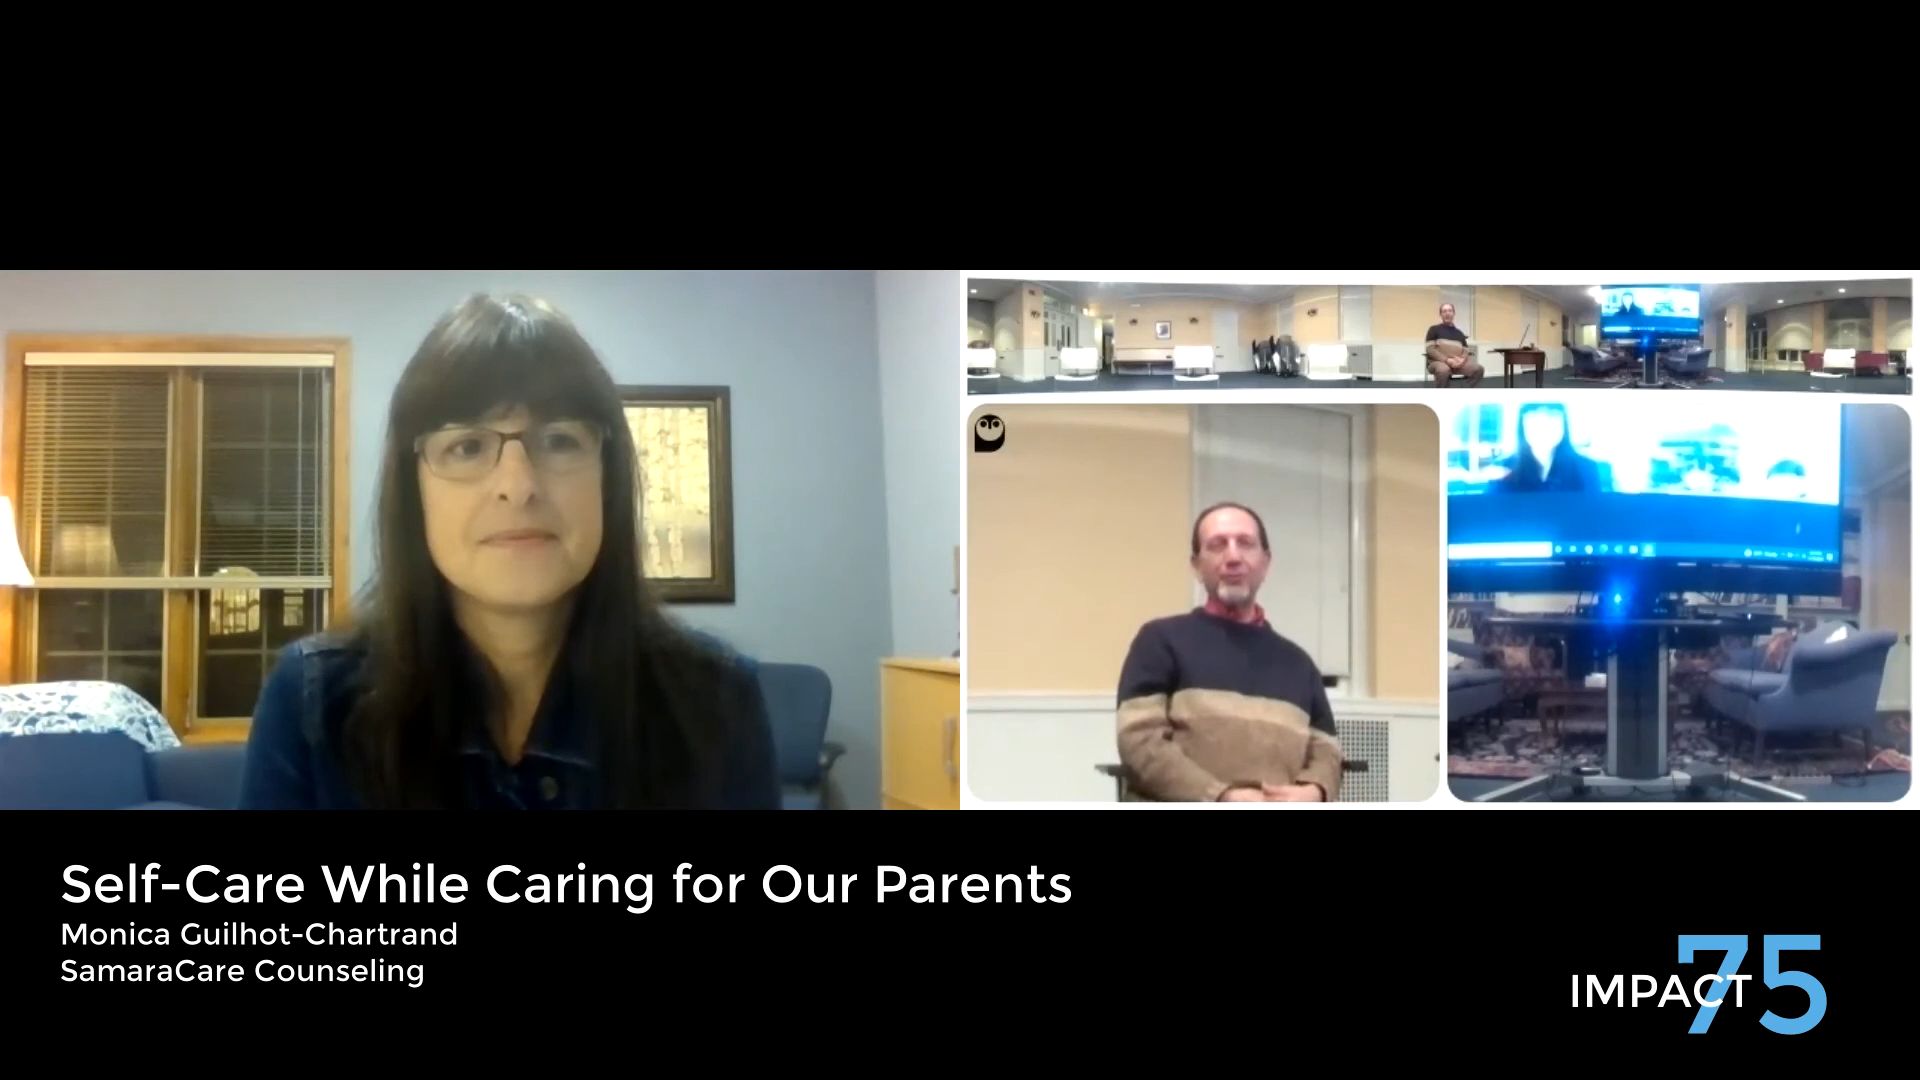 Self-Care While Caring for Our Parents
Monica Guilhot-Chartrand
SamaraCare Counseling
IMPACT 75